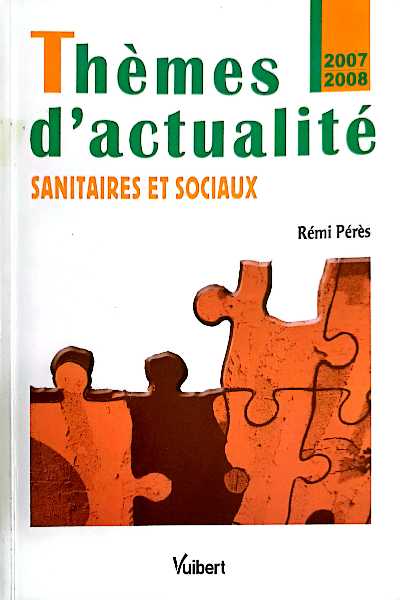 Thèmes
2007
2008
d'actualité
SANITAIRES ET SOCIAUX
Rémi Pérès
Vuibert